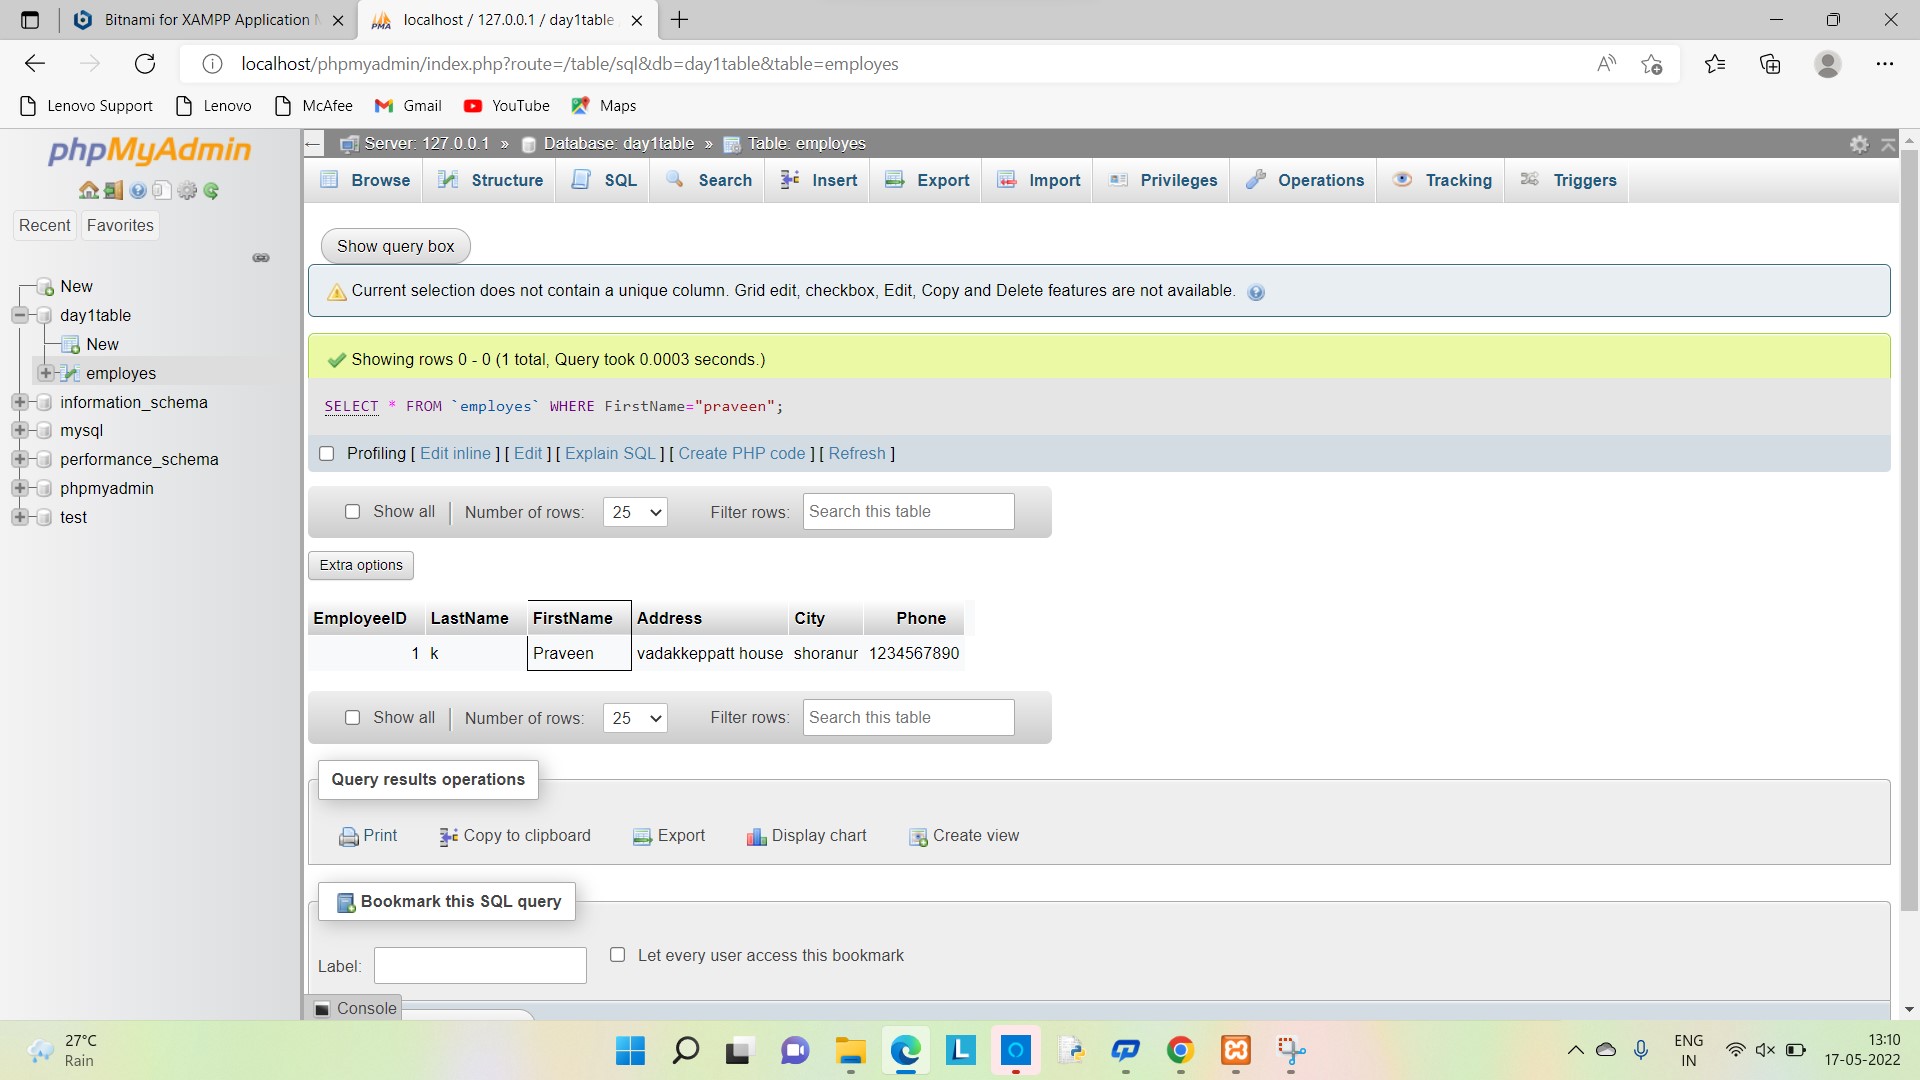 Bitnami for XAMPP Application M
localhost / 127.0.0.1 / day1table
localhost/phpmyadmin/index.php?route=/table/sql&db=day1table&table=employes
Lenovo Support Lenovo McAfee Gmail YouTube Maps
phpMyAdmin
Recent Favorites
New
day1table
New
employes
information_schema
mysql
performance_schema
phpmyadmin
test
Server: 127.0.0.1 » Database: day1table » Table: employes
Browse Structure SQL Search Insert Export Import Privileges Operations Tracking Triggers
Show query box
Current selection does not contain a unique column. Grid edit, checkbox, Edit, Copy and Delete features are not available.
Showing rows 0 - 0 (1 total, Query took 0.0003 seconds.)
SELECT * FROM `employes` WHERE FirstName="praveen";
Profiling [ Edit inline ] [ Edit ] [ Explain SQL ] [ Create PHP code ] [ Refresh ]
Show all Number of rows: 25 Filter rows: Search this table
Extra options
EmployeeID LastName FirstName Address City Phone
1 k Praveen vadakkeppatt house shoranur 1234567890
Show all Number of rows: 25 Filter rows: Search this table
Query results operations
Print Copy to clipboard Export Display chart Create view
Bookmark this SQL query
Label: Let every user access this bookmark
Console
27°C
Rain
ENG
IN
13:10
17-05-2022